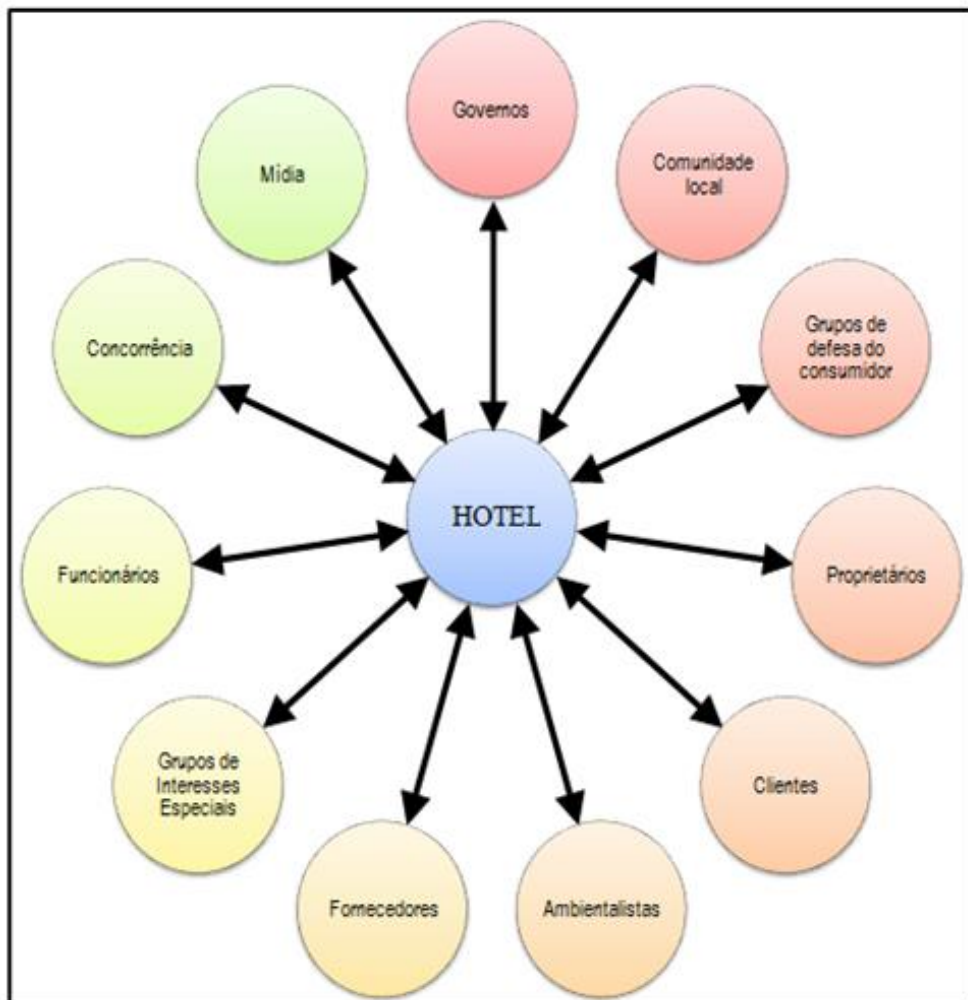 Governos
Mídia
Comunidade
local
Concorrência
Grupos de
defesa do
consumidor
HOTEL
Funcionários
Proprietários
Grupos de
Interesses
Especiais
Clientes
Fornecedores
Ambientalistas